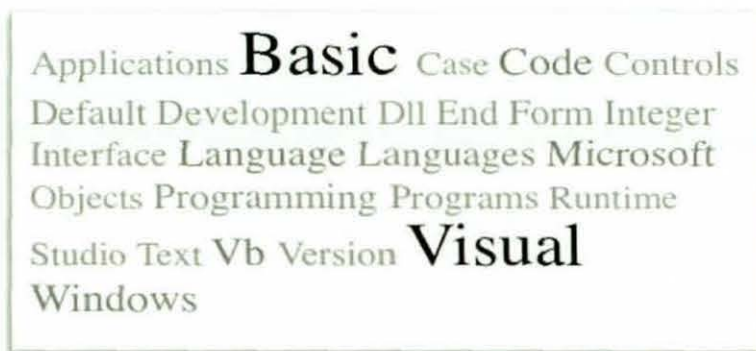 Applications Basic Case Code Controls
Default Development Dll End Form Integer
Interface Language Languages Microsoft
Objects Programming Programs Runtime
Studio Text Vb Version Visual
Windows